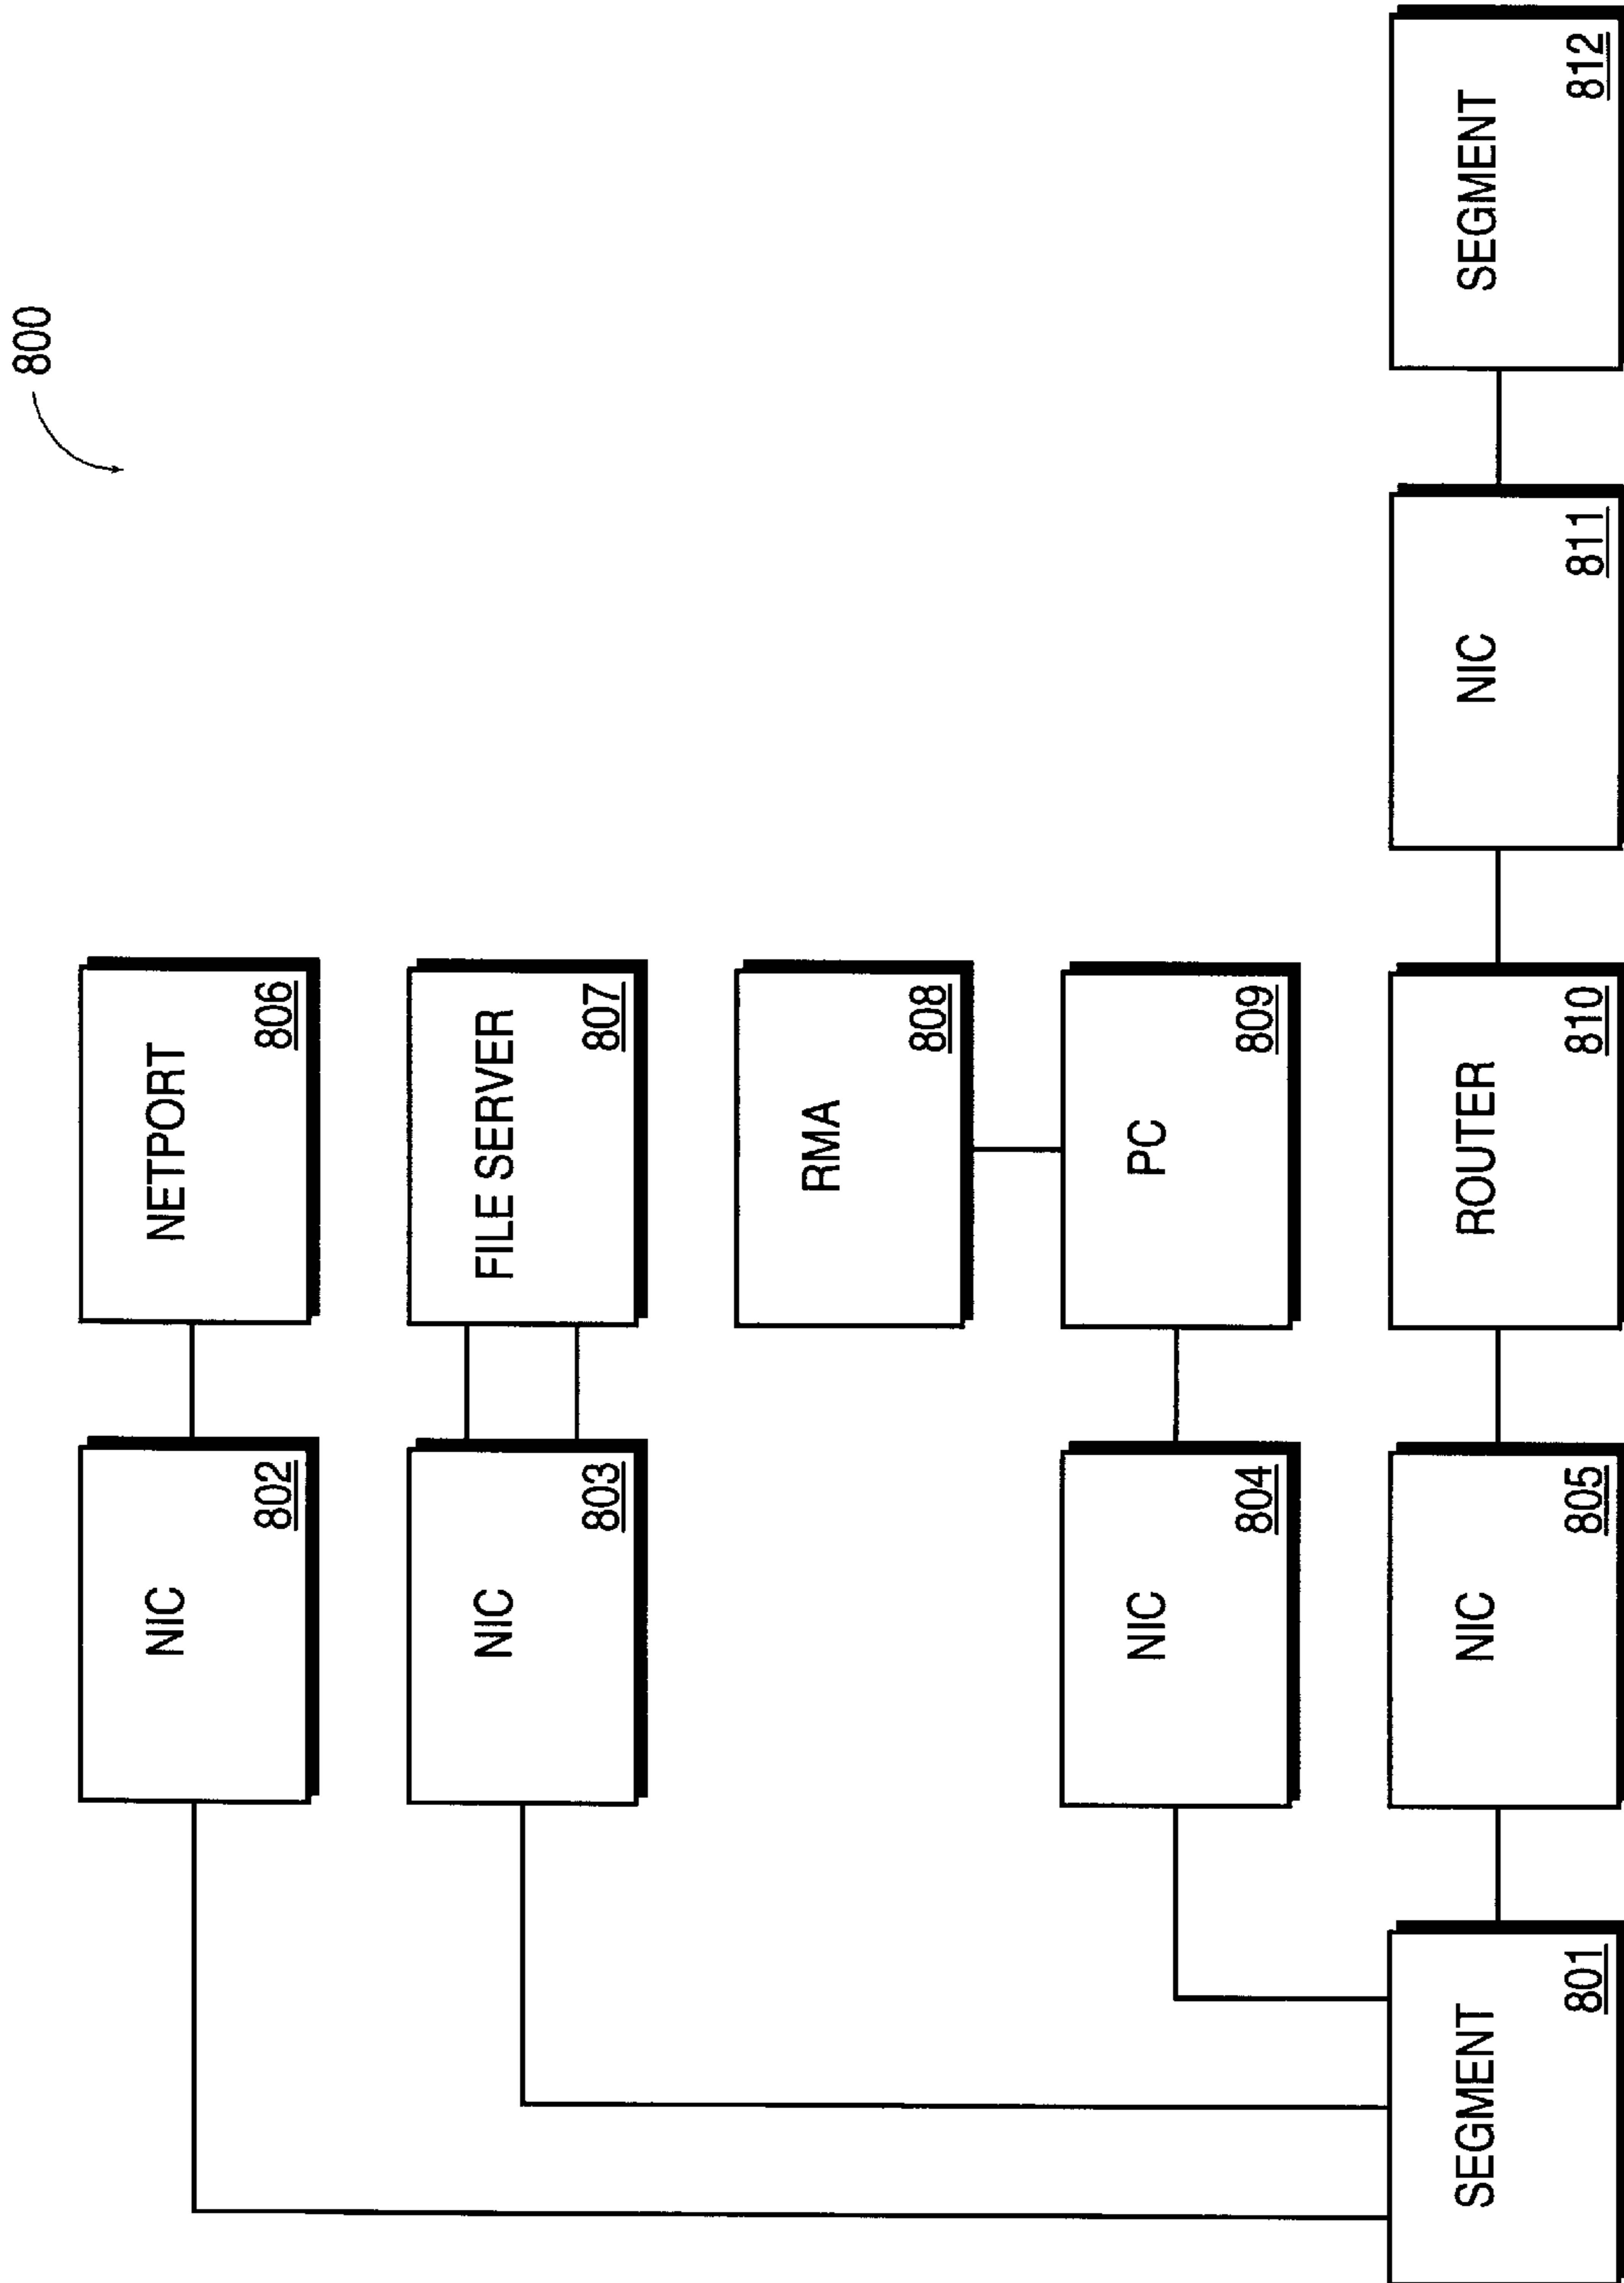 800
NIC
802
NETPORT
806
NIC
803
FILE SERVER
807
RMA
808
NIC
804
PC
809
SEGMENT
801
NIC
805
ROUTER
810
NIC
811
SEGMENT
812